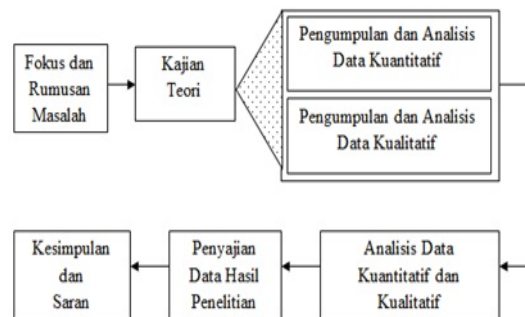 Fokus dan
Rumusan
Masalah
Kajian
Teori
Pengumpulan dan Analisis
Data Kuantitatif
Pengumpulan dan Analisis
Data Kualitatif
Analisis Data
Kuantitatif dan
Kualitatif
Penyajian
Data Hasil
Penelitian
Kesimpulan
dan
Saran